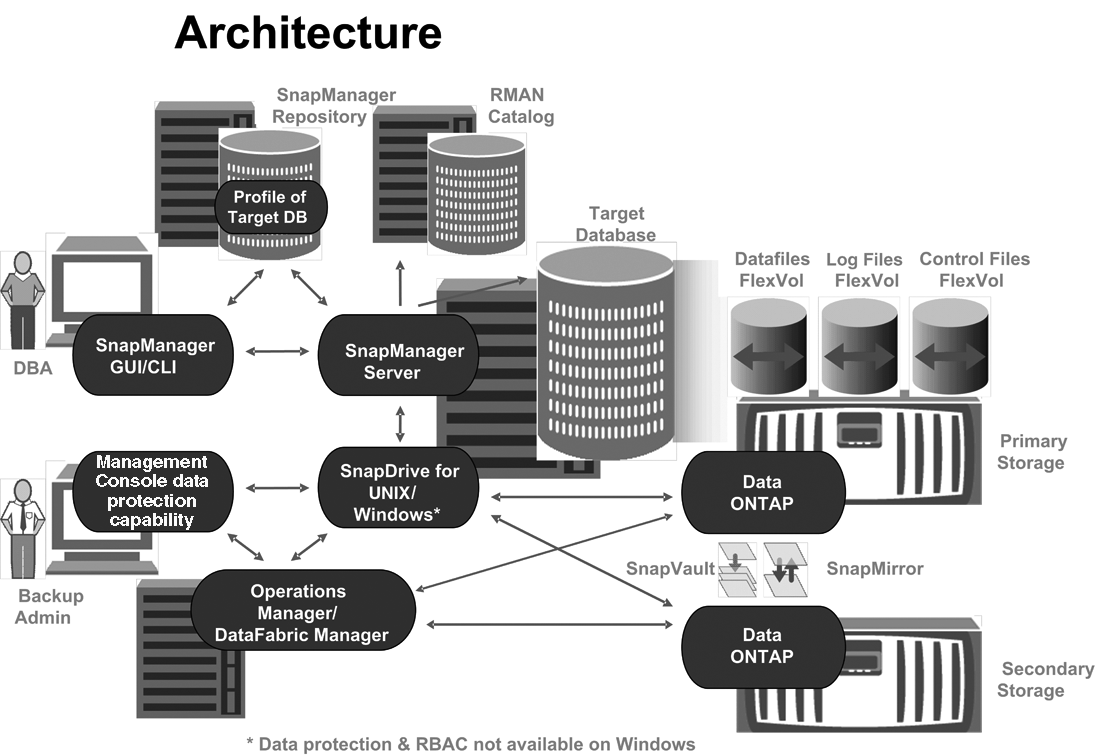 Architecture
SnapManager
Repository
RMAN
Catalog
Profile of
Target DB
Target
Database
Datafiles
FlexVol
Log Files
FlexVol
Control Files
FlexVol
DBA
SnapManager
GUI/CLI
SnapManager
Server
Primary
Storage
Management
Console data
protection
capability
SnapDrive for
UNIX/
Windows*
Data
ONTAP
Backup
Admin
Operations
Manager/
DataFabric Manager
SnapVault
SnapMirror
Data
ONTAP
Secondary
Storage
* Data protection & RBAC not available on Windows